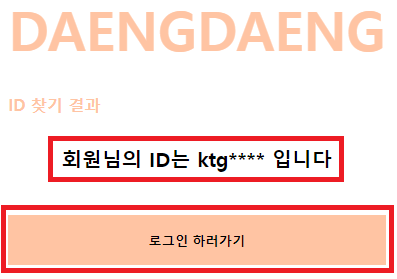 DAENGDAENG
ID 찾기 결과
회원님의 ID는 ktg**** 입니다
로그인 하러가기